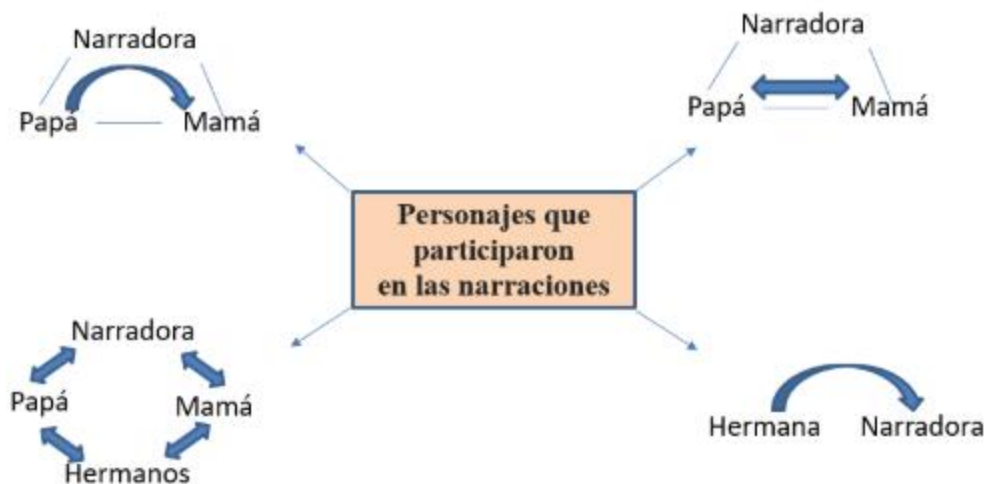 Narradora
Papá
Mamá
Narradora
Papá
Mamá
Personajes que
participaron
en las narraciones
Narradora
Papá
Mamá
Hermanos
Hermana
Narradora